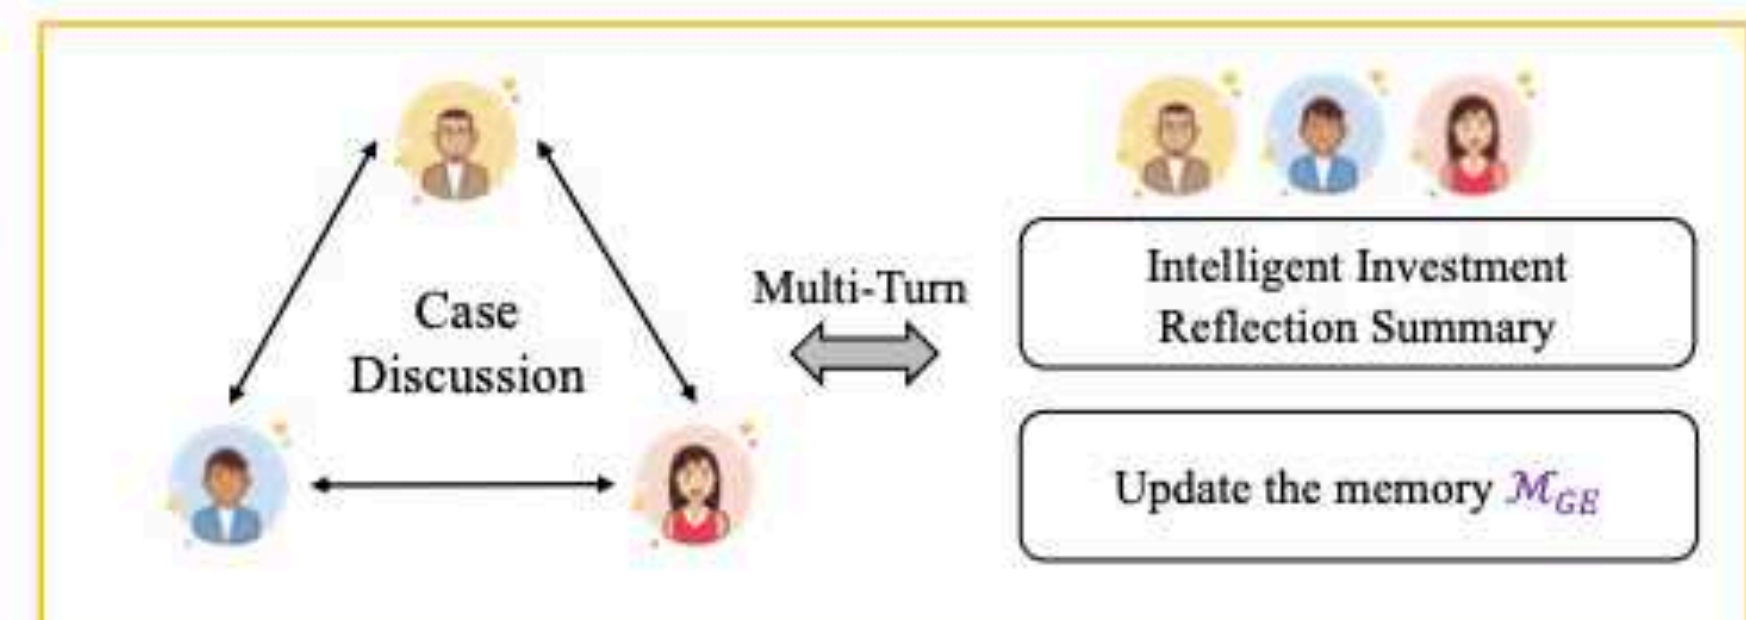 Case
Discussion
Multi-Turn
Intelligent Investment
Reflection Summary
Update the memory ℳ_GE